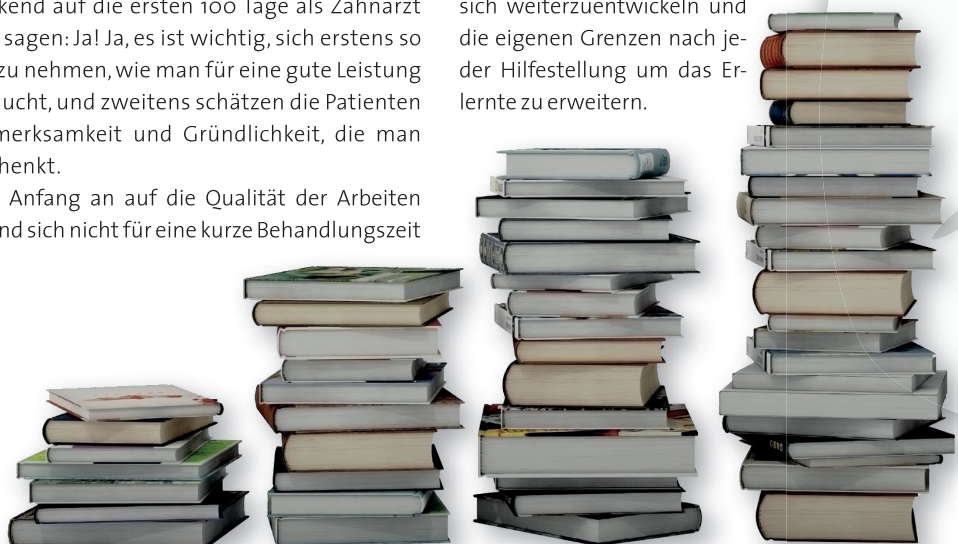 kend auf die ersten 100 Tage als Zahnarzt
sagen: Ja! Ja, es ist wichtig, sich erstens so
zu nehmen, wie man für eine gute Leistung
ucht, und zweitens schätzen die Patienten
merksamkeit und Gründlichkeit, die man
henkt.
Anfang an auf die Qualität der Arbeiten
nd sich nicht für eine kurze Behandlungszeit
sich weiterzuentwickeln und
die eigenen Grenzen nach je-
der Hilfestellung um das Er-
lernte zu erweitern.